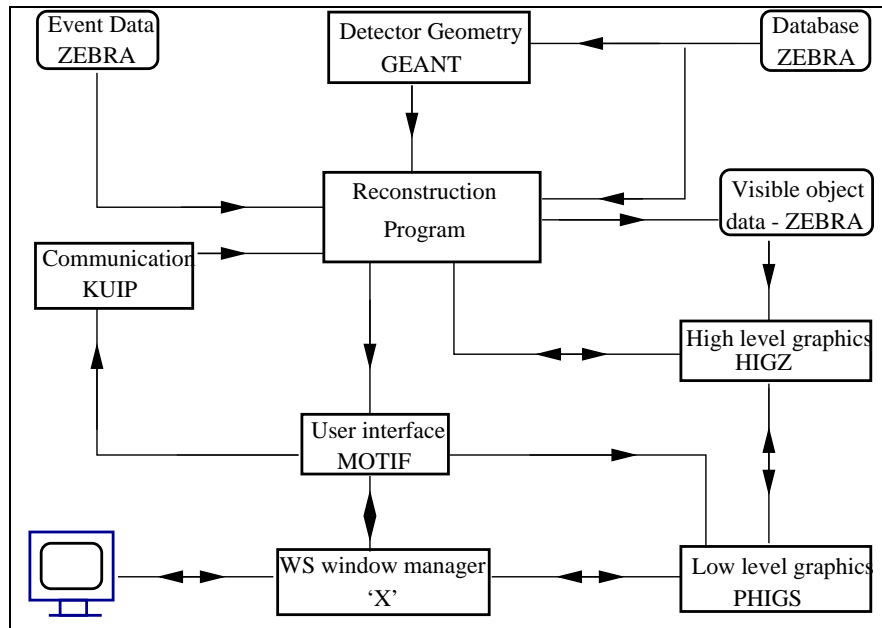 Event Data
ZEBRA
Detector Geometry
GEANT
Database
ZEBRA
Reconstruction
Program
Visible object
data - ZEBRA
Communication
KUIP
High level graphics
HIGZ
User interface
MOTIF
WS window manager
‘X’
Low level graphics
PHIGS